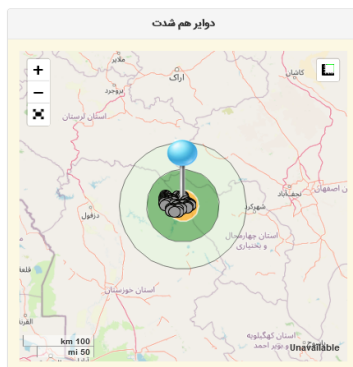 دوایر هم شدت
+
−
ملایر
اراک
کاشان
بروجرد
استان لرستان
نجف‌آباد
ن اصفهان
شهرکرد
دزفول
استان چهارمحال
و بختیاری
قلعة
استان خوزستان
km 100
mi 50
استان کهگیلویه
و بویر احمد
Unavailable